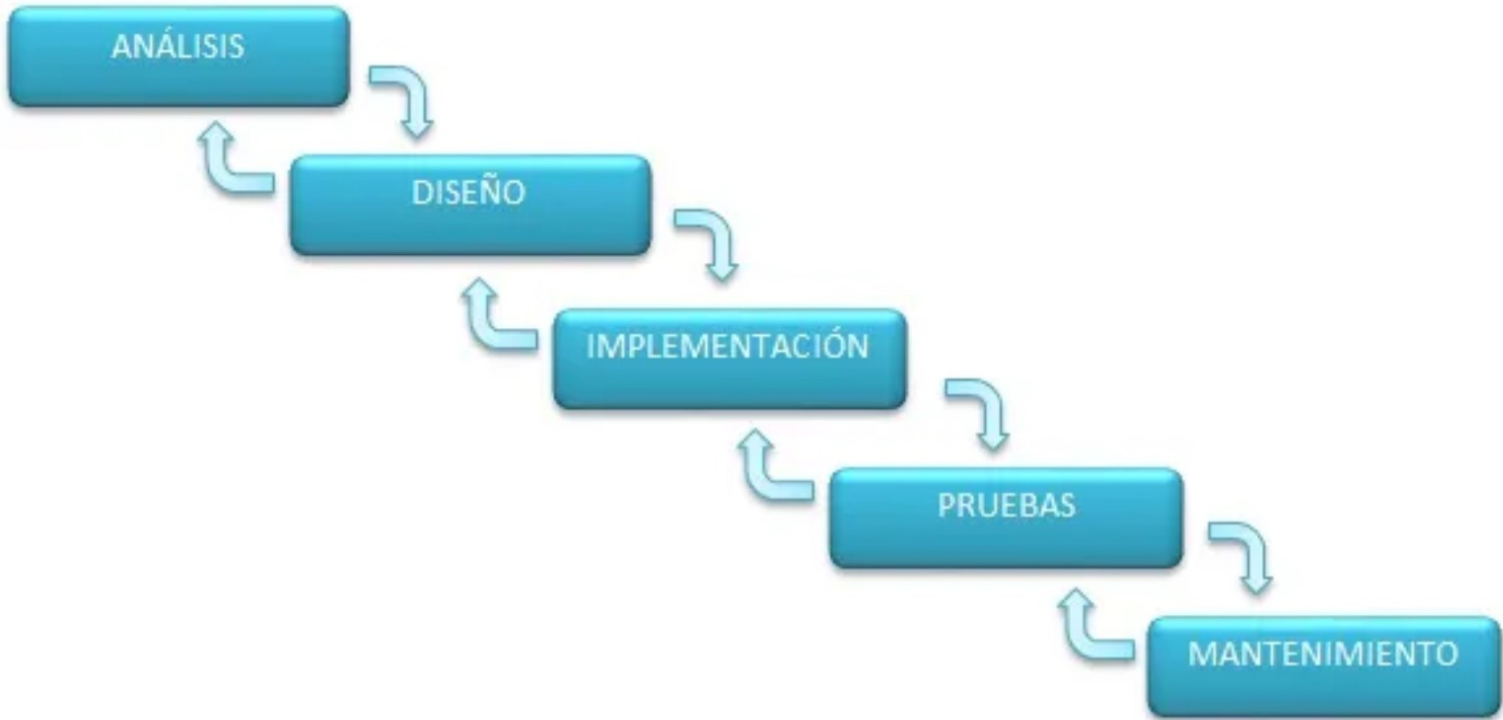 ANÁLISIS
DISEÑO
IMPLEMENTACIÓN
PRUEBAS
MANTENIMIENTO